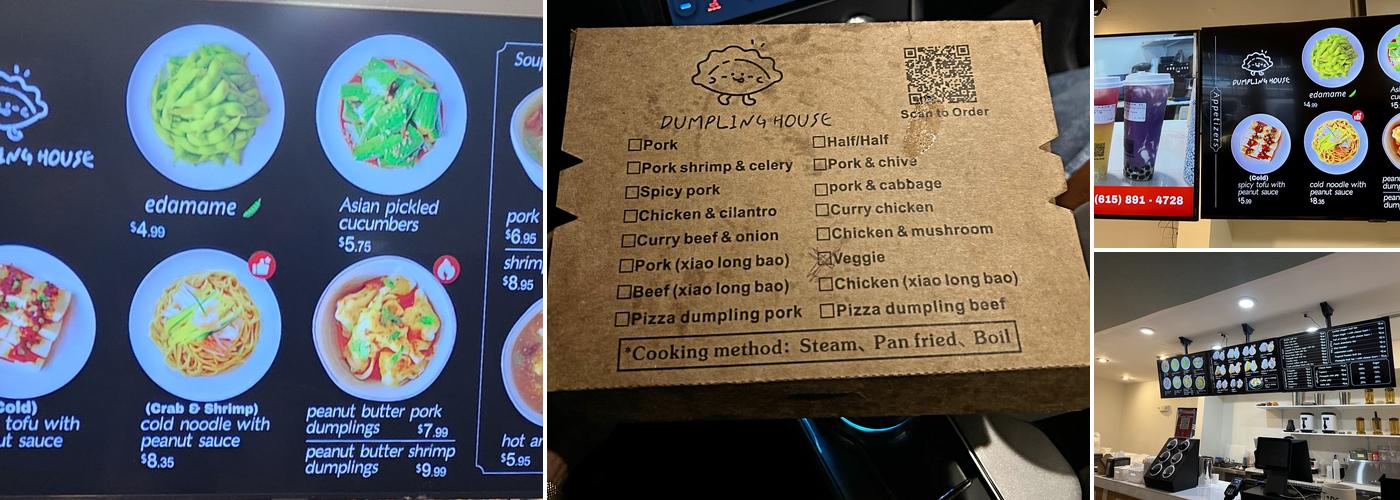 Soup
DUMPLING HOUSE
edamame
$4.99
Asian pickled
cucumbers
$5.75
pork
$6.95
shrimp
$8.95
(Cold)
tofu with
peanut sauce
(Crab & Shrimp)
cold noodle with
peanut sauce
$8.35
peanut butter pork
dumplings $7.99
peanut butter shrimp
dumplings $9.99
hot an
$5.95
DUMPLING HOUSE
Scan to Order
□Pork □Half/Half
□Pork shrimp & celery □Pork & chive
□Spicy pork □pork & cabbage
□Chicken & cilantro □Curry chicken
□Curry beef & onion □Chicken & mushroom
□Pork (xiao long bao) □Veggie
□Beef (xiao long bao) □Chicken (xiao long bao)
□Pizza dumpling pork □Pizza dumpling beef
*Cooking method: Steam、Pan fried、Boil
(615) 891 - 4728
DUMPLING HOUSE
Appetizers
edamame
$4.99
(Cold)
spicy tofu with
peanut sauce
$5.99
cold noodle with
peanut sauce
$8.35